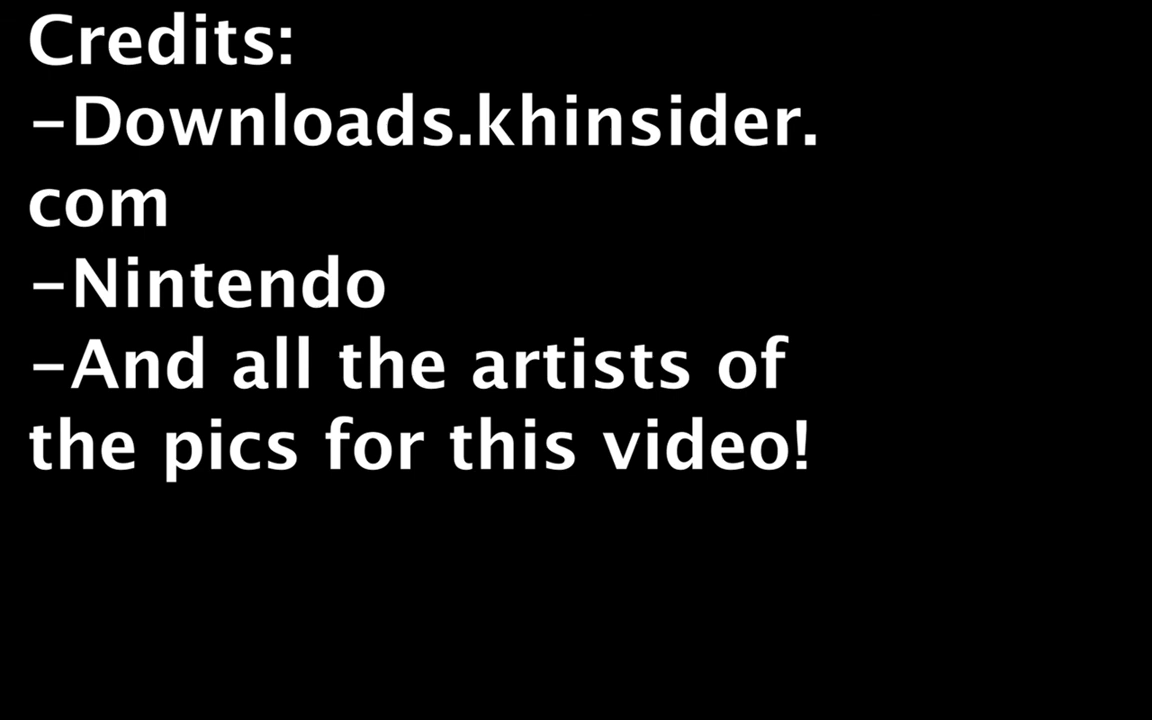 Credits:
-Downloads.khinsider.
com
-Nintendo
-And all the artists of
the pics for this video!